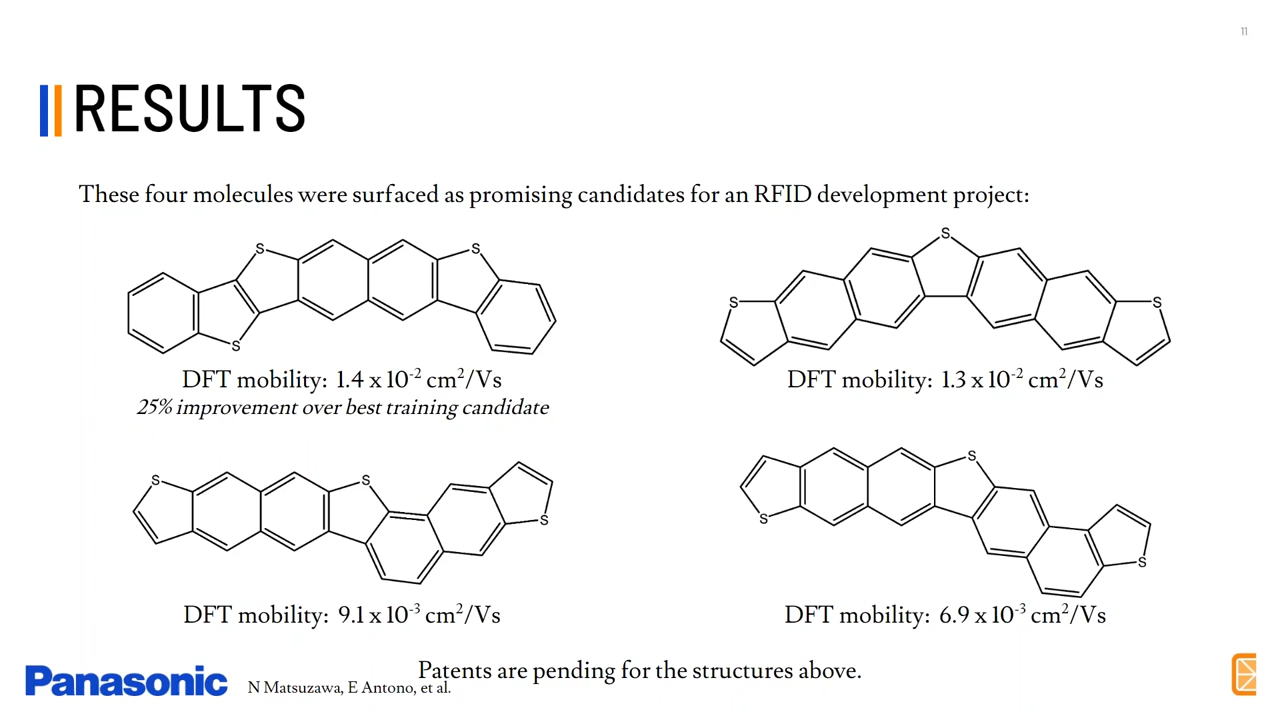 11
RESULTS
These four molecules were surfaced as promising candidates for an RFID development project:
S
S
S
DFT mobility: 1.4 x 10⁻² cm²/Vs
25% improvement over best training candidate
S
S
S
DFT mobility: 1.3 x 10⁻² cm²/Vs
S
S
S
DFT mobility: 9.1 x 10⁻³ cm²/Vs
S
S
S
DFT mobility: 6.9 x 10⁻³ cm²/Vs
Patents are pending for the structures above.
Panasonic
N Matsuzawa, E Antono, et al.